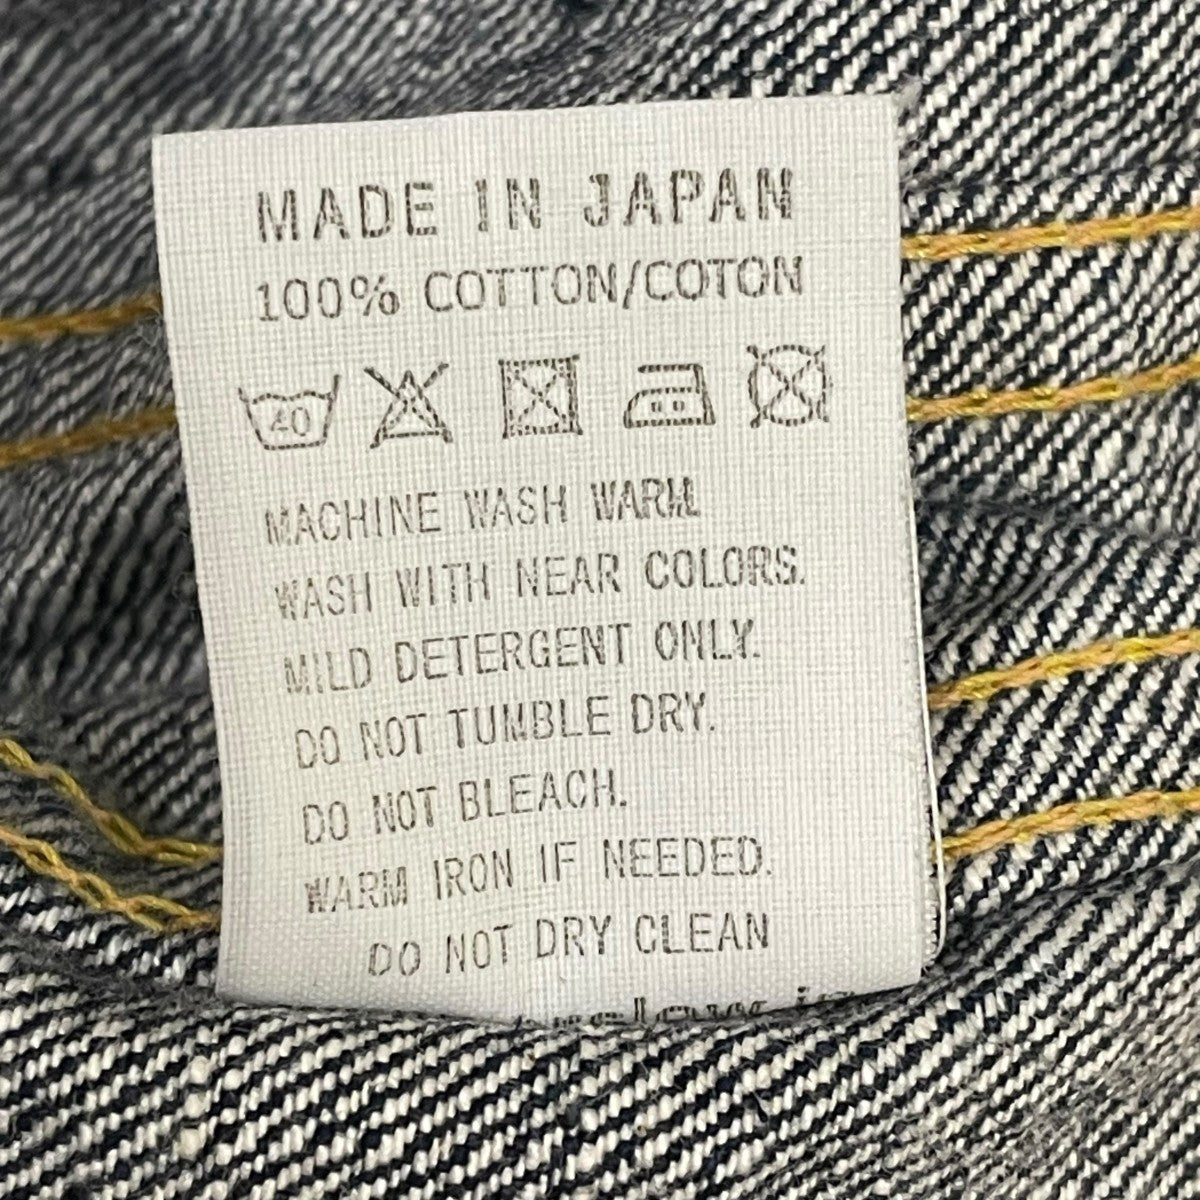 MADE IN JAPAN
100% COTTON/COTON
40
MACHINE WASH WARM.
WASH WITH NEAR COLORS.
MILD DETERGENT ONLY.
DO NOT TUMBLE DRY.
DO NOT BLEACH.
WARM IRON IF NEEDED.
DO NOT DRY CLEAN